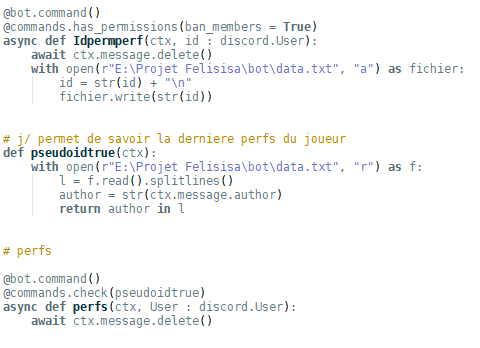 @bot.command()
@commands.has_permissions(ban_members = True)
async def Idpermperf(ctx, id : discord.User):
    await ctx.message.delete()
    with open(r"E:\Projet Felisisa\bot\data.txt", "a") as fichier:
        id = str(id) + "\n"
        fichier.write(str(id))
# j/ permet de savoir la derniere perfs du joueur
def pseudoidtrue(ctx):
    with open(r"E:\Projet Felisisa\bot\data.txt", "r") as f:
        l = f.read().splitlines()
        author = str(ctx.message.author)
        return author in l
# perfs
@bot.command()
@commands.check(pseudoidtrue)
async def perfs(ctx, User : discord.User):
    await ctx.message.delete()